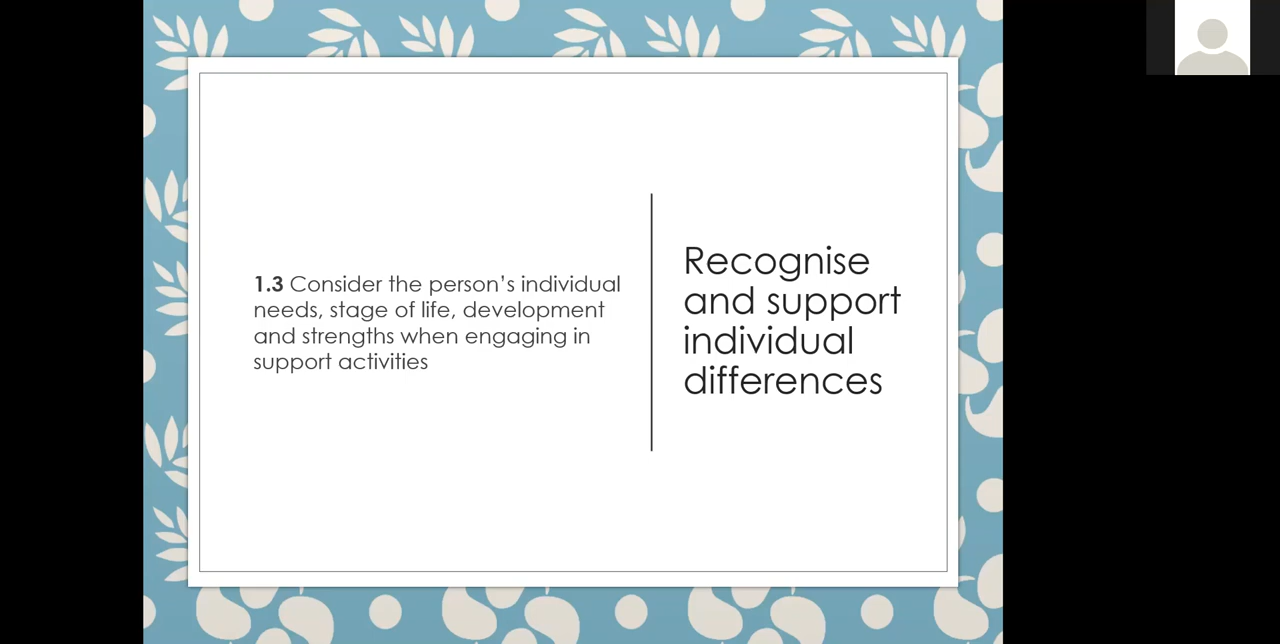 1.3 Consider the person’s individual
needs, stage of life, development
and strengths when engaging in
support activities
Recognise
and support
individual
differences